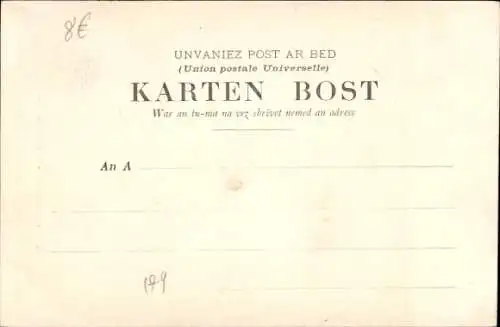 8€
UNVANIEZ POST AR BED
(Union postale Universelle)
KARTEN BOST
War an tu-ma na vez skrivet nemed an adress
An A
179